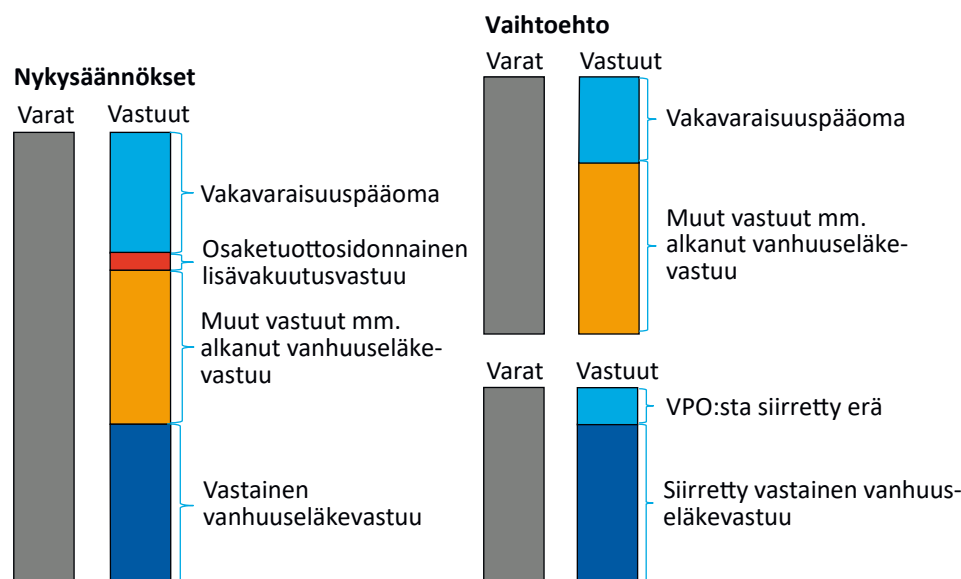 Nykysäännökset
Varat
Vastuut
Vakavaraisuuspääoma
Osaketuottosidonnainen
lisävakuutusvastuu
Muut vastuut mm.
alkanut vanhuuseläke-
vastuu
Vastainen
vanhuuseläkevastuu
Vaihtoehto
Varat
Vastuut
Vakavaraisuuspääoma
Muut vastuut mm.
alkanut vanhuuseläke-
vastuu
Varat
Vastuut
VPO:sta siirretty erä
Siirretty vastainen vanhuus-
eläkevastuu